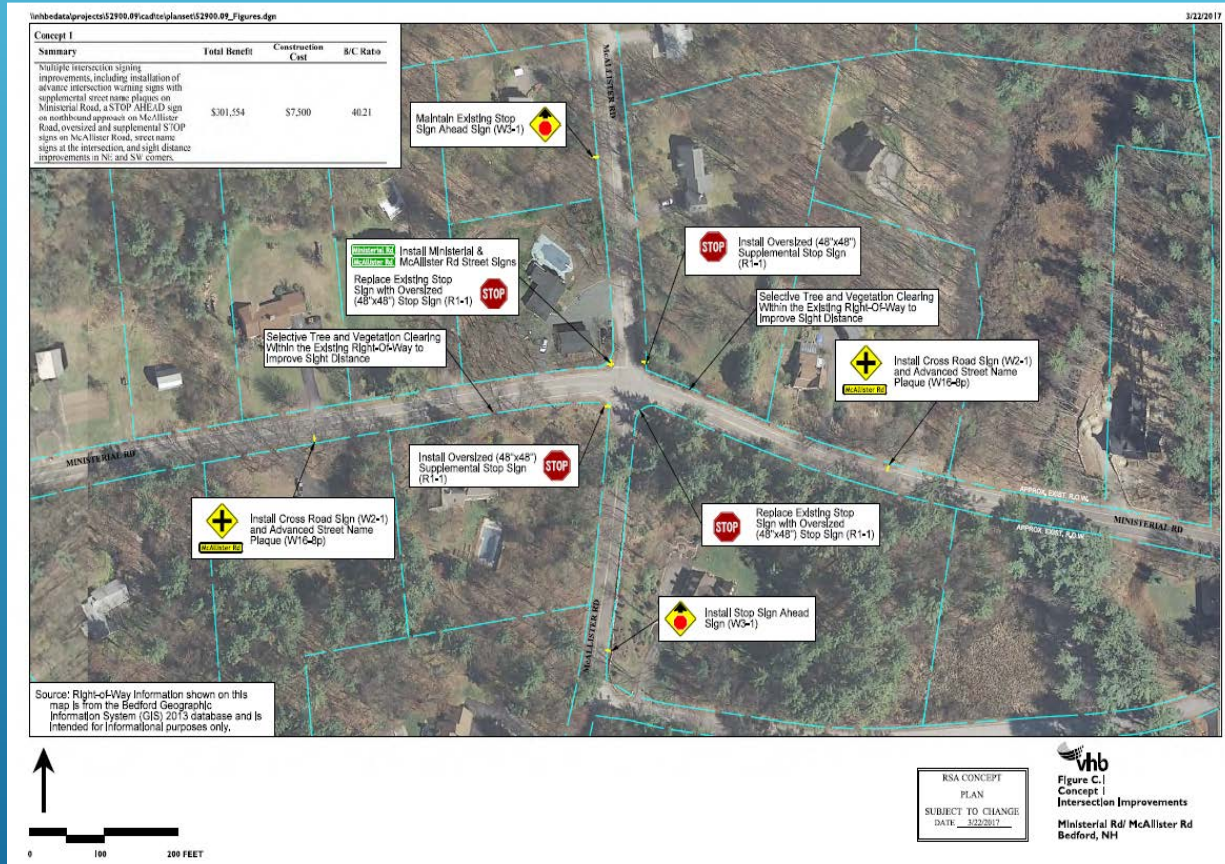 \\nhbedata\projects\52900.09\cad\te\planset\52900.09_Figures.dgn
3/22/2017
Concept 1
Summary Total Benefit Construction Cost B/C Ratio
Multiple intersection signing
improvements, including installation of
advance intersection warning signs with
supplemental street name plaques on
Ministerial Road, a STOP AHEAD sign
on northbound approach on McAllister
Road, oversized and supplemental STOP
signs on McAllister Road, street name
signs at the intersection, and sight distance
improvements in NE and SW corners.
$301,554 $7,500 40.21
McALLISTER RD
Maintain Existing Stop
Sign Ahead Sign (W3-1)
Ministerial Rd
McAllister Rd
Install Ministerial &
McAllister Rd Street Signs
Replace Existing Stop
Sign with Oversized
(48"x48") Stop Sign (R1-1)
STOP
STOP
Install Oversized (48"x48")
Supplemental Stop Sign
(R1-1)
Selective Tree and Vegetation Clearing
Within the Existing Right-Of-Way to
Improve Sight Distance
Selective Tree and Vegetation Clearing
Within the Existing Right-Of-Way to
Improve Sight Distance
Install Cross Road Sign (W2-1)
and Advanced Street Name
Plaque (W16-8p)
McAllister Rd
MINISTERIAL RD
Install Oversized (48"x48")
Supplemental Stop Sign
(R1-1)
STOP
Install Cross Road Sign (W2-1)
and Advanced Street Name
Plaque (W16-8p)
McAllister Rd
STOP
Replace Existing Stop
Sign with Oversized
(48"x48") Stop Sign (R1-1)
APPROX. EXIST. R.O.W.
MINISTERIAL RD
APPROX. EXIST. R.O.W.
Install Stop Sign Ahead
Sign (W3-1)
McALLISTER RD
Source: Right-of-Way Information shown on this
map is from the Bedford Geographic
Information System (GIS) 2013 database and is
intended for informational purposes only.
0 100 200 FEET
RSA CONCEPT
PLAN
SUBJECT TO CHANGE
DATE 3/22/2017
vhb
Figure C.1
Concept 1
Intersection Improvements
Ministerial Rd/ McAllister Rd
Bedford, NH